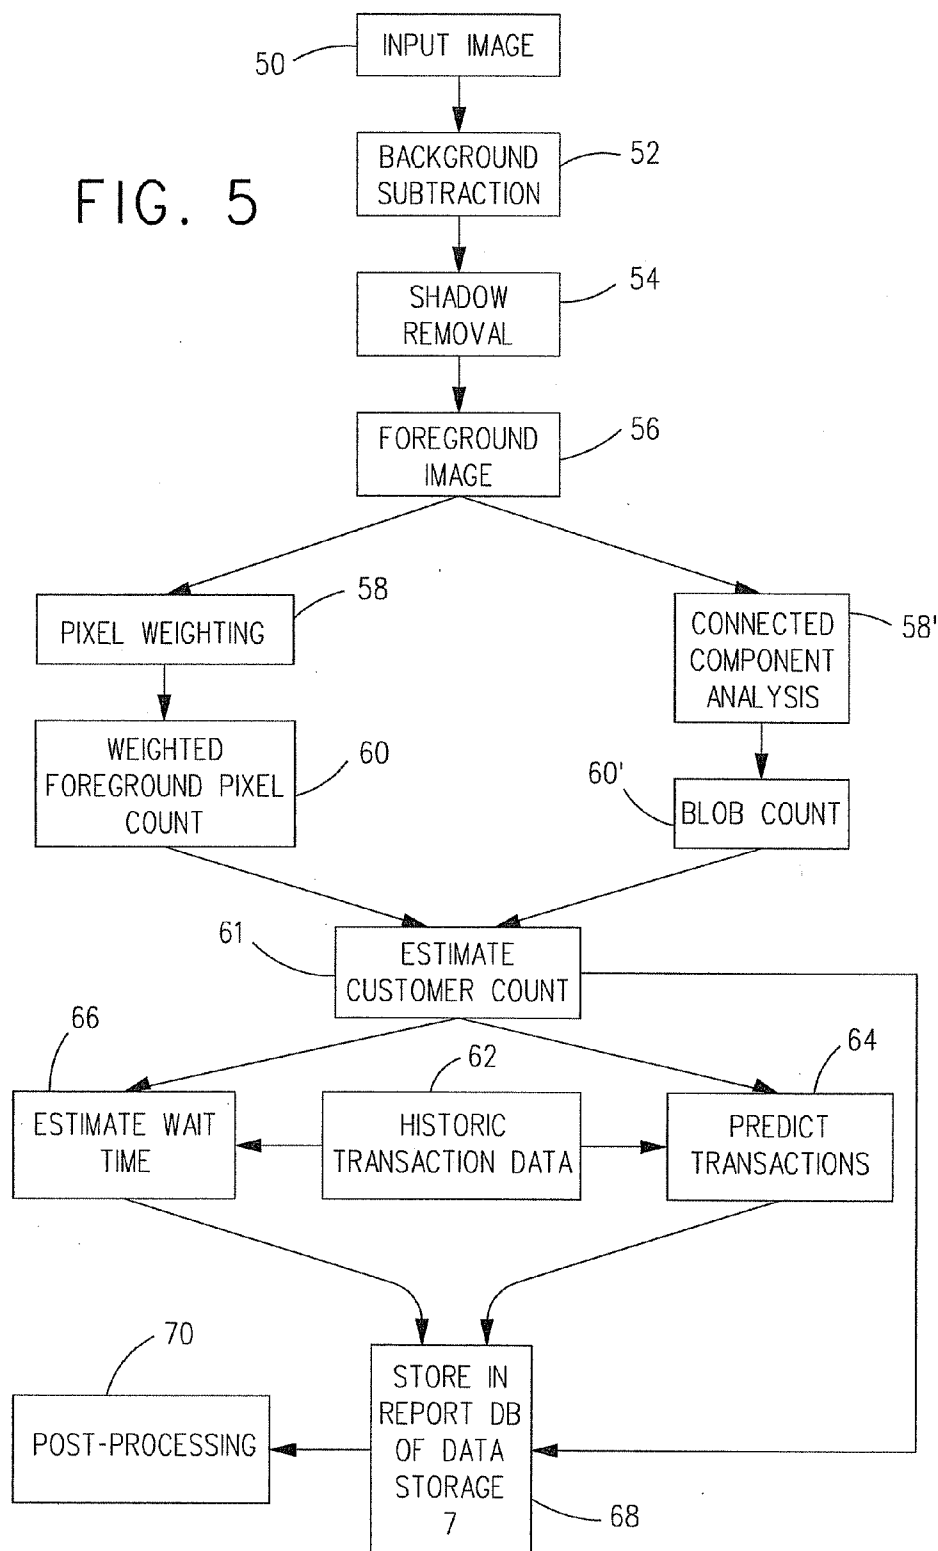 INPUT IMAGE
50
BACKGROUND
SUBTRACTION
52
FIG. 5
SHADOW
REMOVAL
54
FOREGROUND
IMAGE
56
58
PIXEL WEIGHTING
CONNECTED
COMPONENT
ANALYSIS
58'
WEIGHTED
FOREGROUND PIXEL
COUNT
60
60'
BLOB COUNT
61
ESTIMATE
CUSTOMER COUNT
66
62
64
ESTIMATE WAIT
TIME
HISTORIC
TRANSACTION DATA
PREDICT
TRANSACTIONS
70
POST-PROCESSING
STORE IN
REPORT DB
OF DATA
STORAGE
7
68